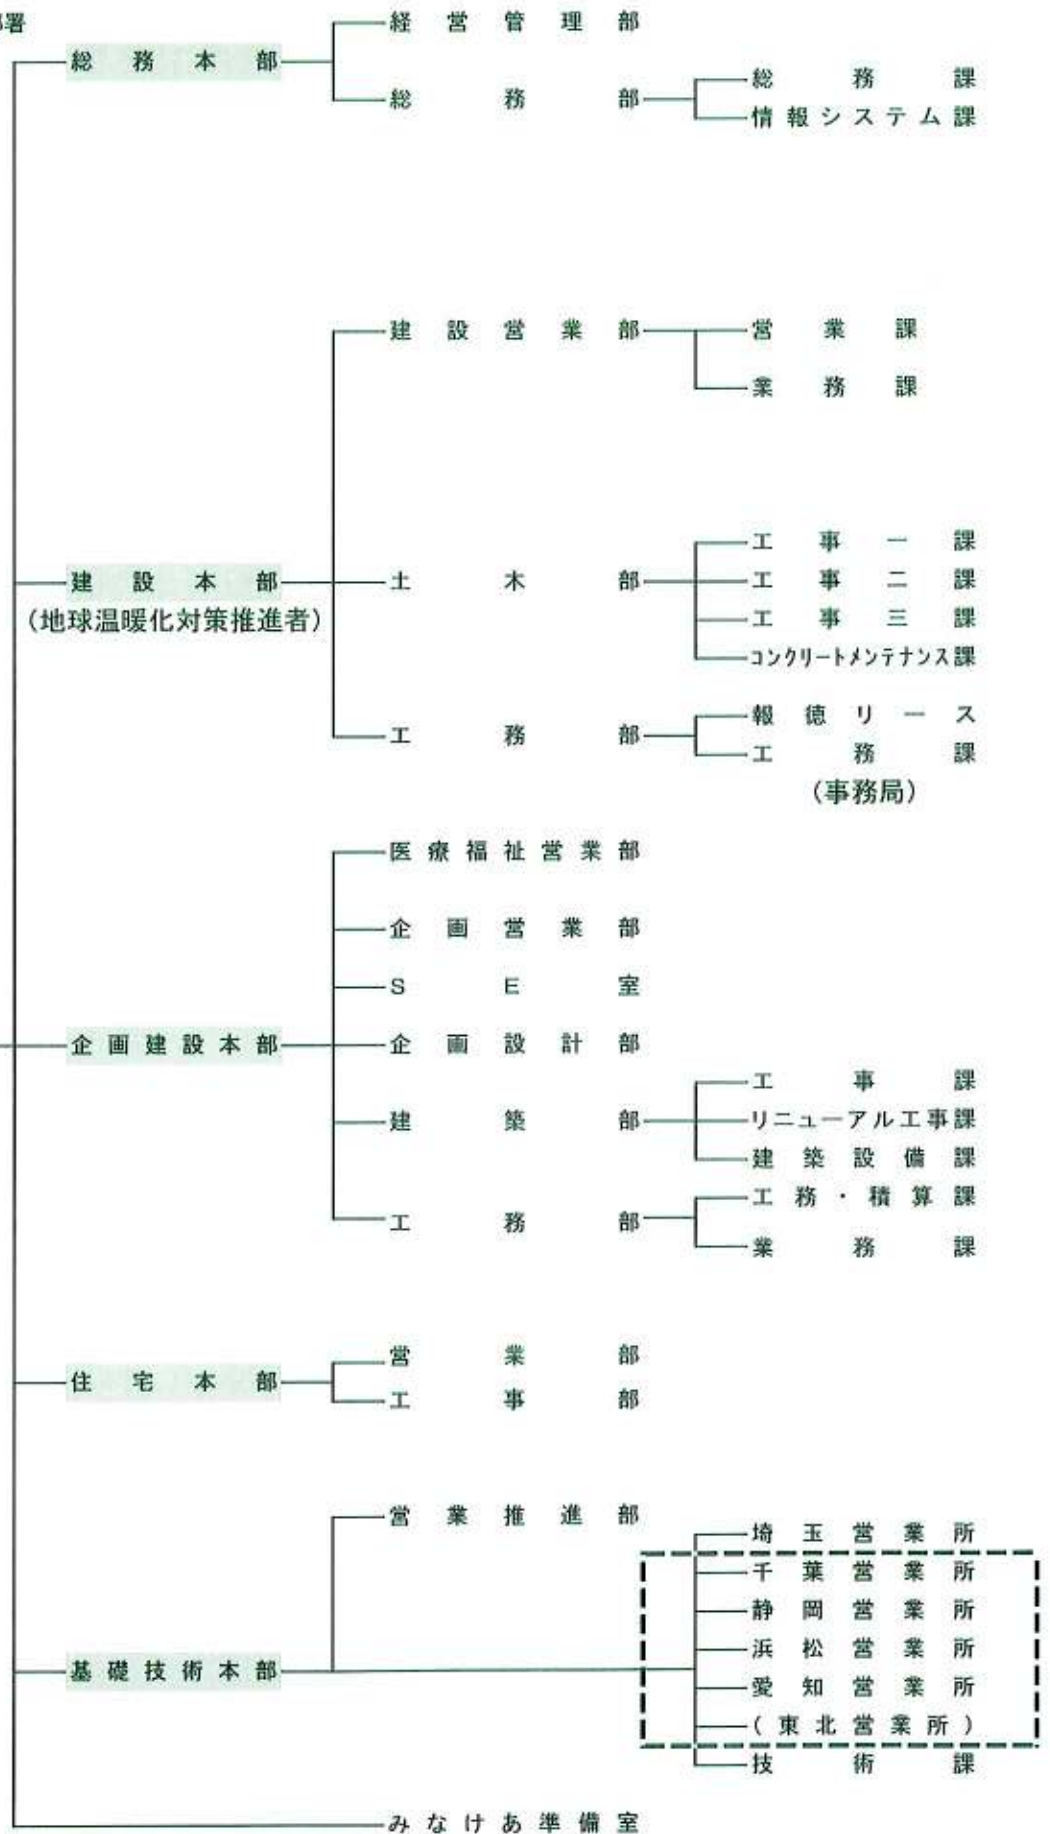 部署
経営管理部
総務本部
総務部
総務課
情報システム課
建設営業部
営業課
業務課
建設本部
(地球温暖化対策推進者)
土木部
工事一課
工事二課
工事三課
コンクリートメンテナンス課
工務部
報徳リース
工務課
(事務局)
医療福祉営業部
企画営業部
SE室
企画建設本部
企画設計部
建築部
工事課
リニューアル工事課
建築設備課
工務部
工務・積算課
業務課
住宅本部
営業部
工事部
営業推進部
基礎技術本部
埼玉営業所
千葉営業所
静岡営業所
浜松営業所
愛知営業所
(東北営業所)
技術課
みなけあ準備室